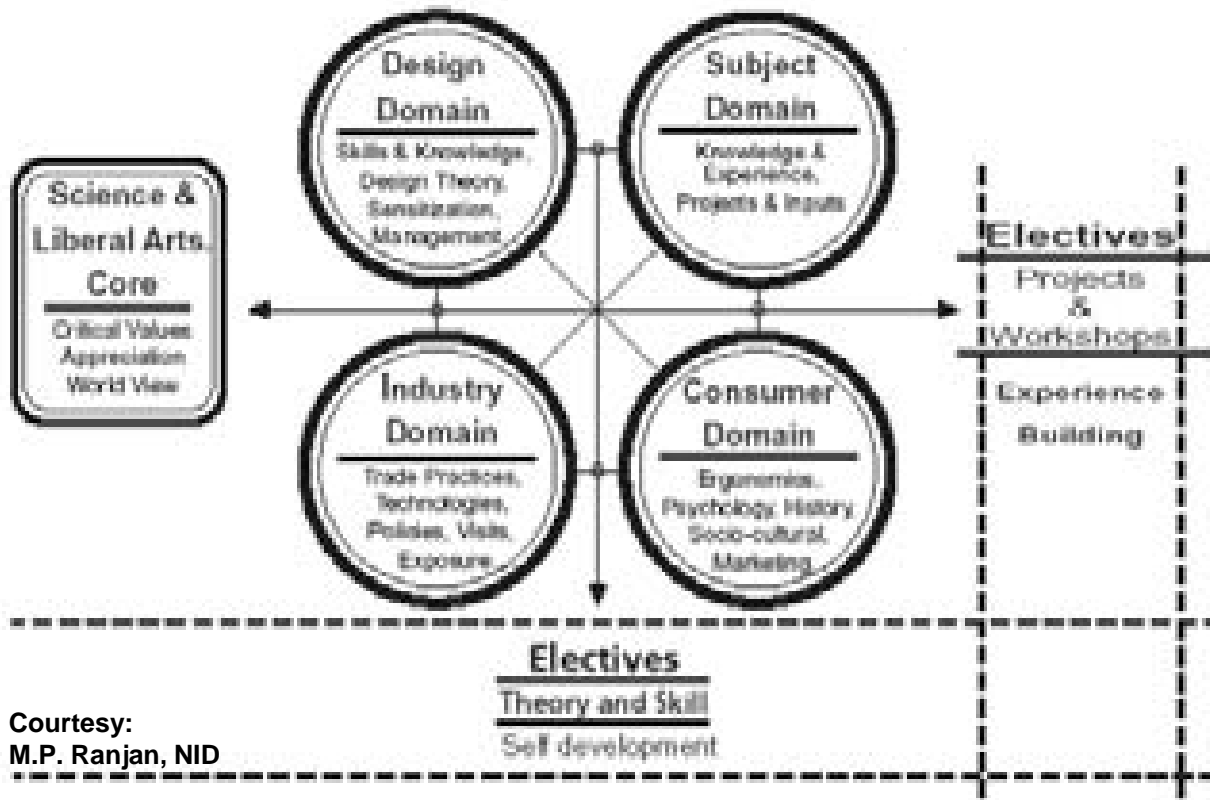 Design
Domain
Skills & Knowledge,
Design Theory,
Sensitization,
Management
Subject
Domain
Knowledge &
Experience,
Projects & Inputs
Science &
Liberal Arts.
Core
Critical Values
Appreciation
World View
Electives
Projects
&
Workshops
Experience
Building
Industry
Domain
Trade Practices,
Technologies,
Policies, Visits,
Exposure
Consumer
Domain
Ergonomics,
Psychology, History
Socio-cultural,
Marketing
Electives
Theory and Skill
Self development
Courtesy:
M.P. Ranjan, NID